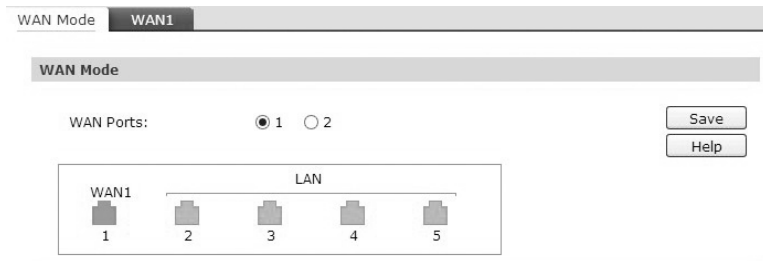 WAN Mode WAN1
WAN Mode
WAN Ports: 1 2
Save
Help
LAN
WAN1
1 2 3 4 5